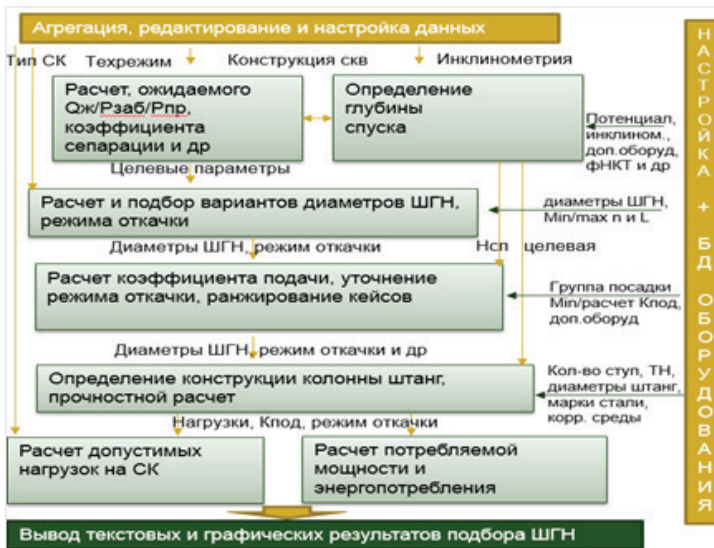 Агрегация, редактирование и настройка данных
Тип СК
Техрежим
Конструкция скв
Инклинометрия
Расчет, ожидаемого
Qж/Рзаб/Рпр,
коэффициента
сепарации и др
Определение
глубины
спуска
Потенциал,
инклином.,
доп.оборуд,
фНКТ и др
Целевые параметры
Расчет и подбор вариантов диаметров ШГН,
режима откачки
диаметры ШГН,
Min/max n и L
Диаметры ШГН, режим откачки
Нсп целевая
Расчет коэффициента подачи, уточнение
режима откачки, ранжирование кейсов
Группа посадки
Min/расчет Кпод,
доп.оборуд
Диаметры ШГН, режим откачки и др
Определение конструкции колонны штанг,
прочностной расчет
Кол-во ступ, ТН,
диаметры штанг,
марки стали,
корр. среды
Нагрузки, Кпод, режим откачки
Расчет допустимых
нагрузок на СК
Расчет потребляемой
мощности и
энергопотребления
Вывод текстовых и графических результатов подбора ШГН
НАСТРОЙКА + БД ОБОРУДОВАНИЯ